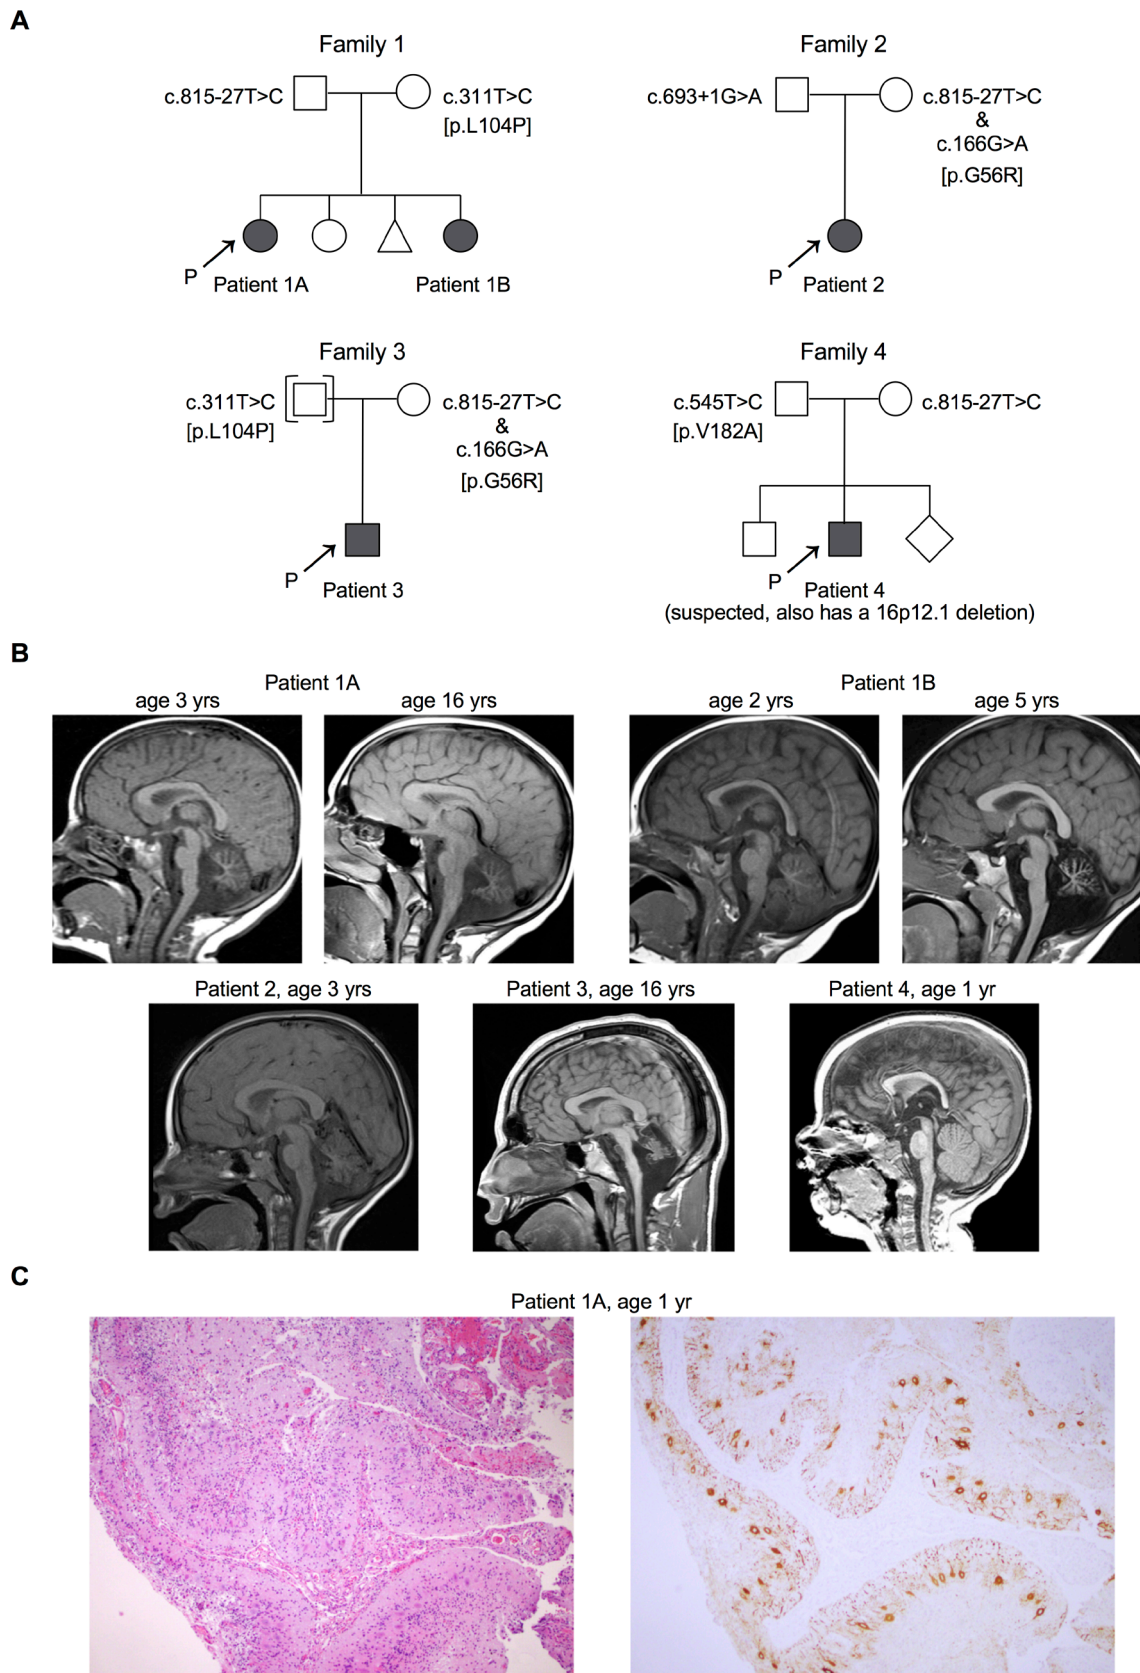 A
Family 1
c.815-27T>C
c.311T>C
[p.L104P]
P
Patient 1A
Patient 1B
Family 2
c.693+1G>A
c.815-27T>C
&
c.166G>A
[p.G56R]
P
Patient 2
Family 3
c.311T>C
[p.L104P]
c.815-27T>C
&
c.166G>A
[p.G56R]
P
Patient 3
Family 4
c.545T>C
[p.V182A]
c.815-27T>C
P
Patient 4
(suspected, also has a 16p12.1 deletion)
B
Patient 1A
age 3 yrs
age 16 yrs
Patient 1B
age 2 yrs
age 5 yrs
Patient 2, age 3 yrs
Patient 3, age 16 yrs
Patient 4, age 1 yr
C
Patient 1A, age 1 yr